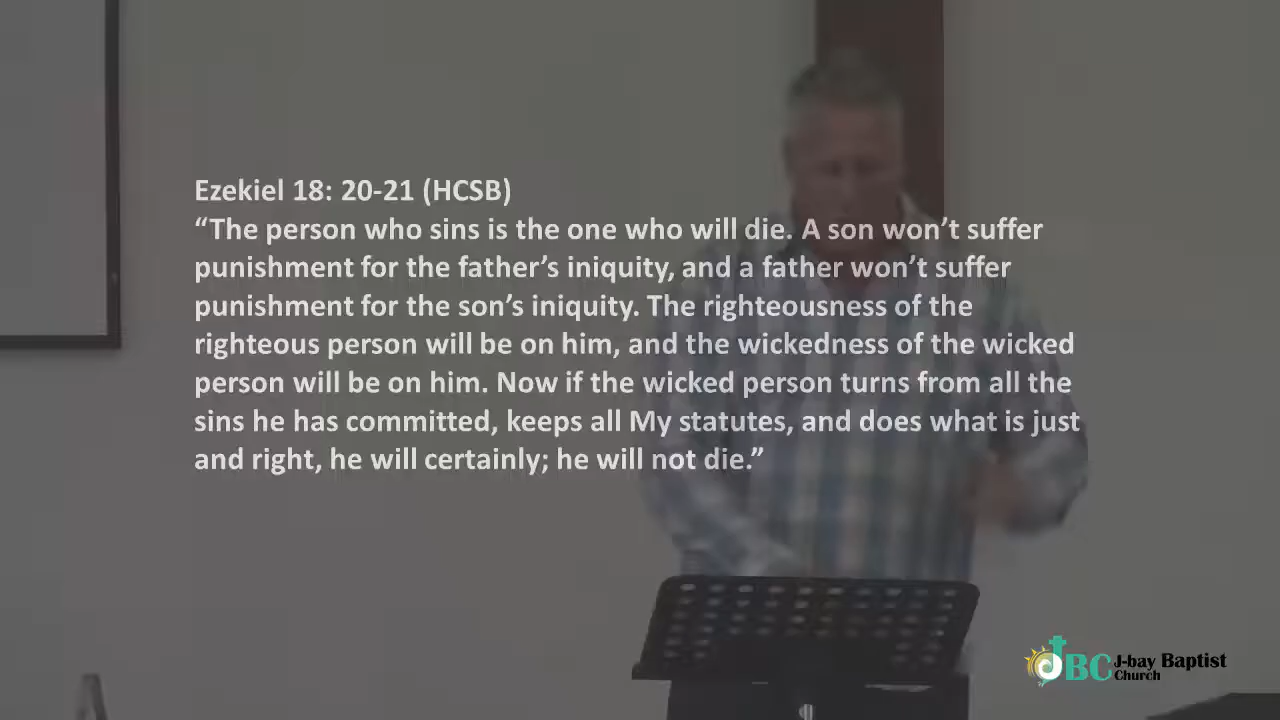 Ezekiel 18: 20-21 (HCSB)
“The person who sins is the one who will die. A son won’t suffer
punishment for the father’s iniquity, and a father won’t suffer
punishment for the son’s iniquity. The righteousness of the
righteous person will be on him, and the wickedness of the wicked
person will be on him. Now if the wicked person turns from all the
sins he has committed, keeps all My statutes, and does what is just
and right, he will certainly; he will not die.”
JBC J-bay Baptist
Church